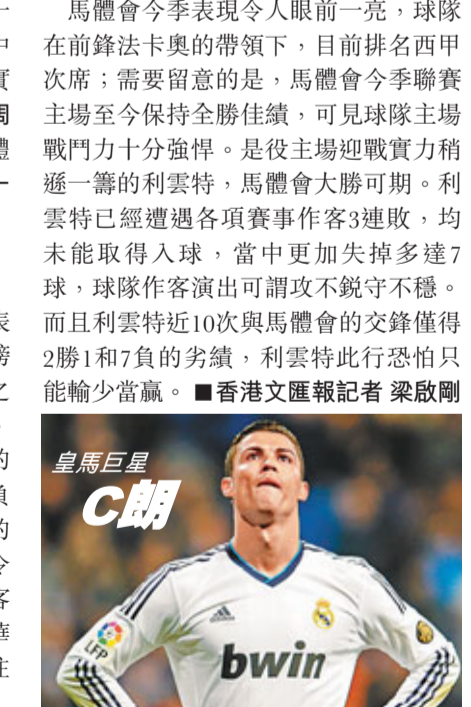 馬體會今季表現令人眼前一亮，球隊
在前鋒法卡奧的帶領下，目前排名西甲
次席；需要留意的是，馬體會今季聯賽
主場至今保持全勝佳績，可見球隊主場
戰鬥力十分強悍。是役主場迎戰實力稍
遜一籌的利雲特，馬體會大勝可期。利
雲特已經遭遇各項賽事作客3連敗，均
未能取得入球，當中更加失掉多達7
球，球隊作客演出可謂攻不銳守不穩。
而且利雲特近10次與馬體會的交鋒僅得
2勝1和7負的劣績，利雲特此行恐怕只
能輸少當贏。 ■香港文匯報記者 梁啟剛
皇馬巨星
C朗
adidas
LFP
bwin